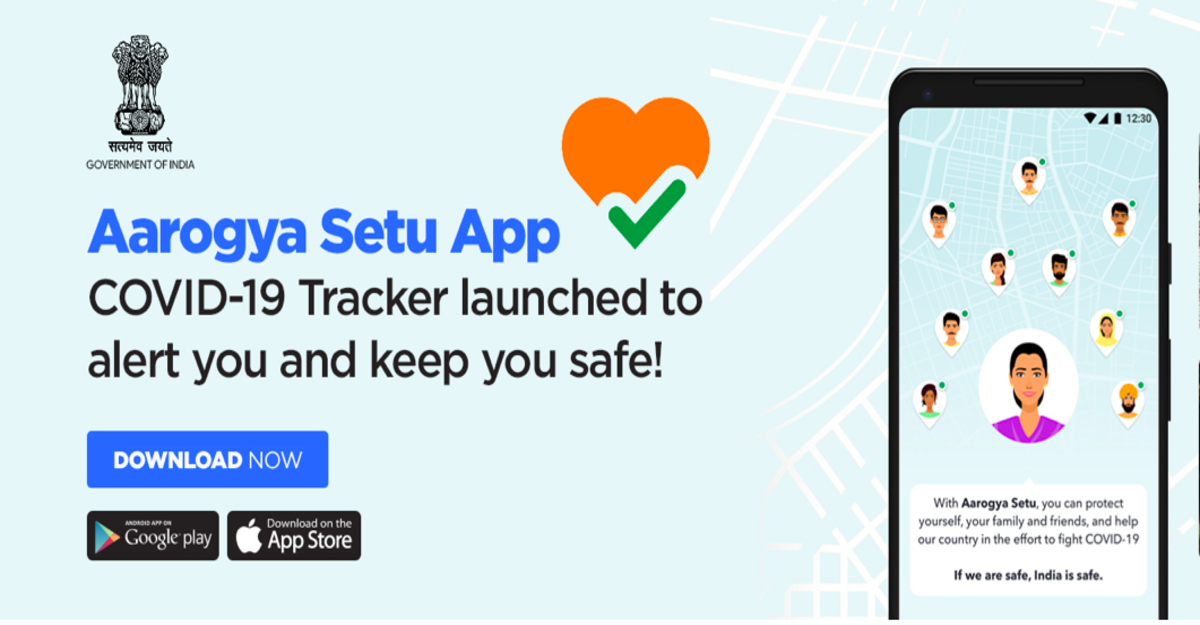 सत्यमेव जयते
GOVERNMENT OF INDIA
Aarogya Setu App
COVID-19 Tracker launched to
alert you and keep you safe!
DOWNLOAD NOW
ANDROID APP ON
Google play
Download on the
App Store
12:30
With Aarogya Setu, you can protect
yourself, your family and friends, and help
our country in the effort to fight COVID-19
If we are safe, India is safe.